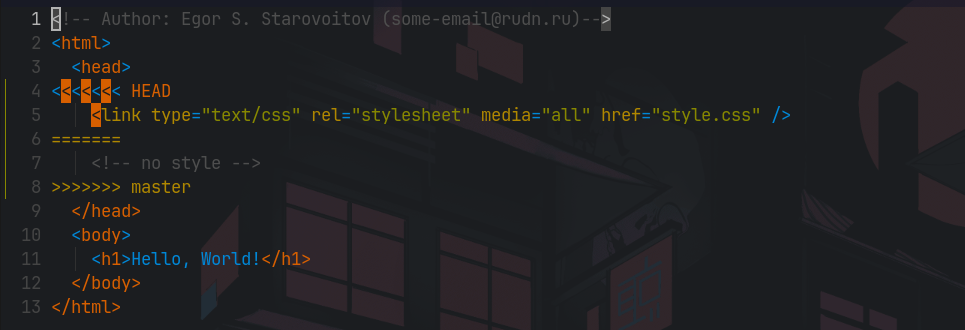 1 <!-- Author: Egor S. Starovoitov (some-email@rudn.ru)-->
2 <html>
3   <head>
4 <<<<<<< HEAD
5     <link type="text/css" rel="stylesheet" media="all" href="style.css" />
6 =======
7     <!-- no style -->
8 >>>>>>> master
9   </head>
10   <body>
11     <h1>Hello, World!</h1>
12   </body>
13 </html>